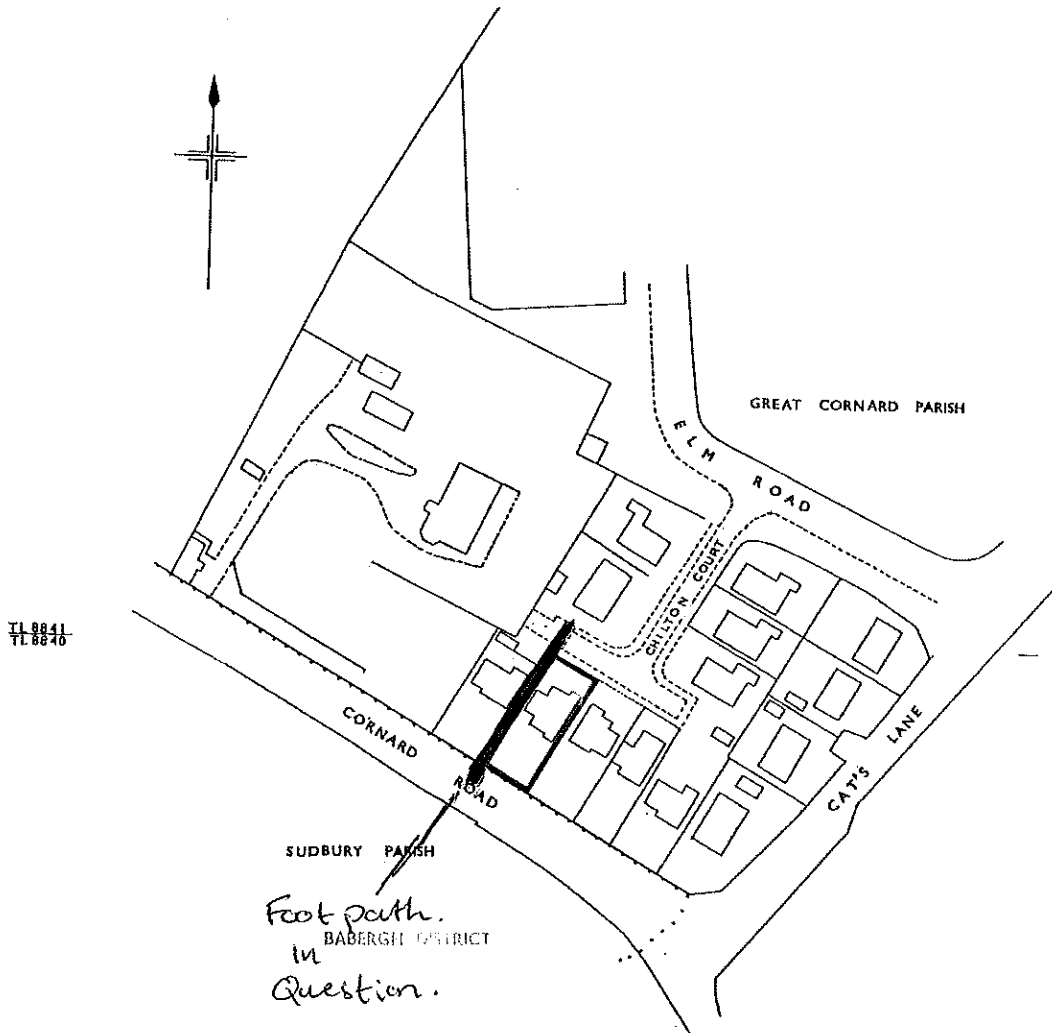 GREAT CORNARD PARISH
ELM ROAD
CHILTON COURT
TL 8841
TL 8840
CORNARD ROAD
CAT'S LANE
SUDBURY PARISH
Foot path.
BABERGH DISTRICT
in
Question.